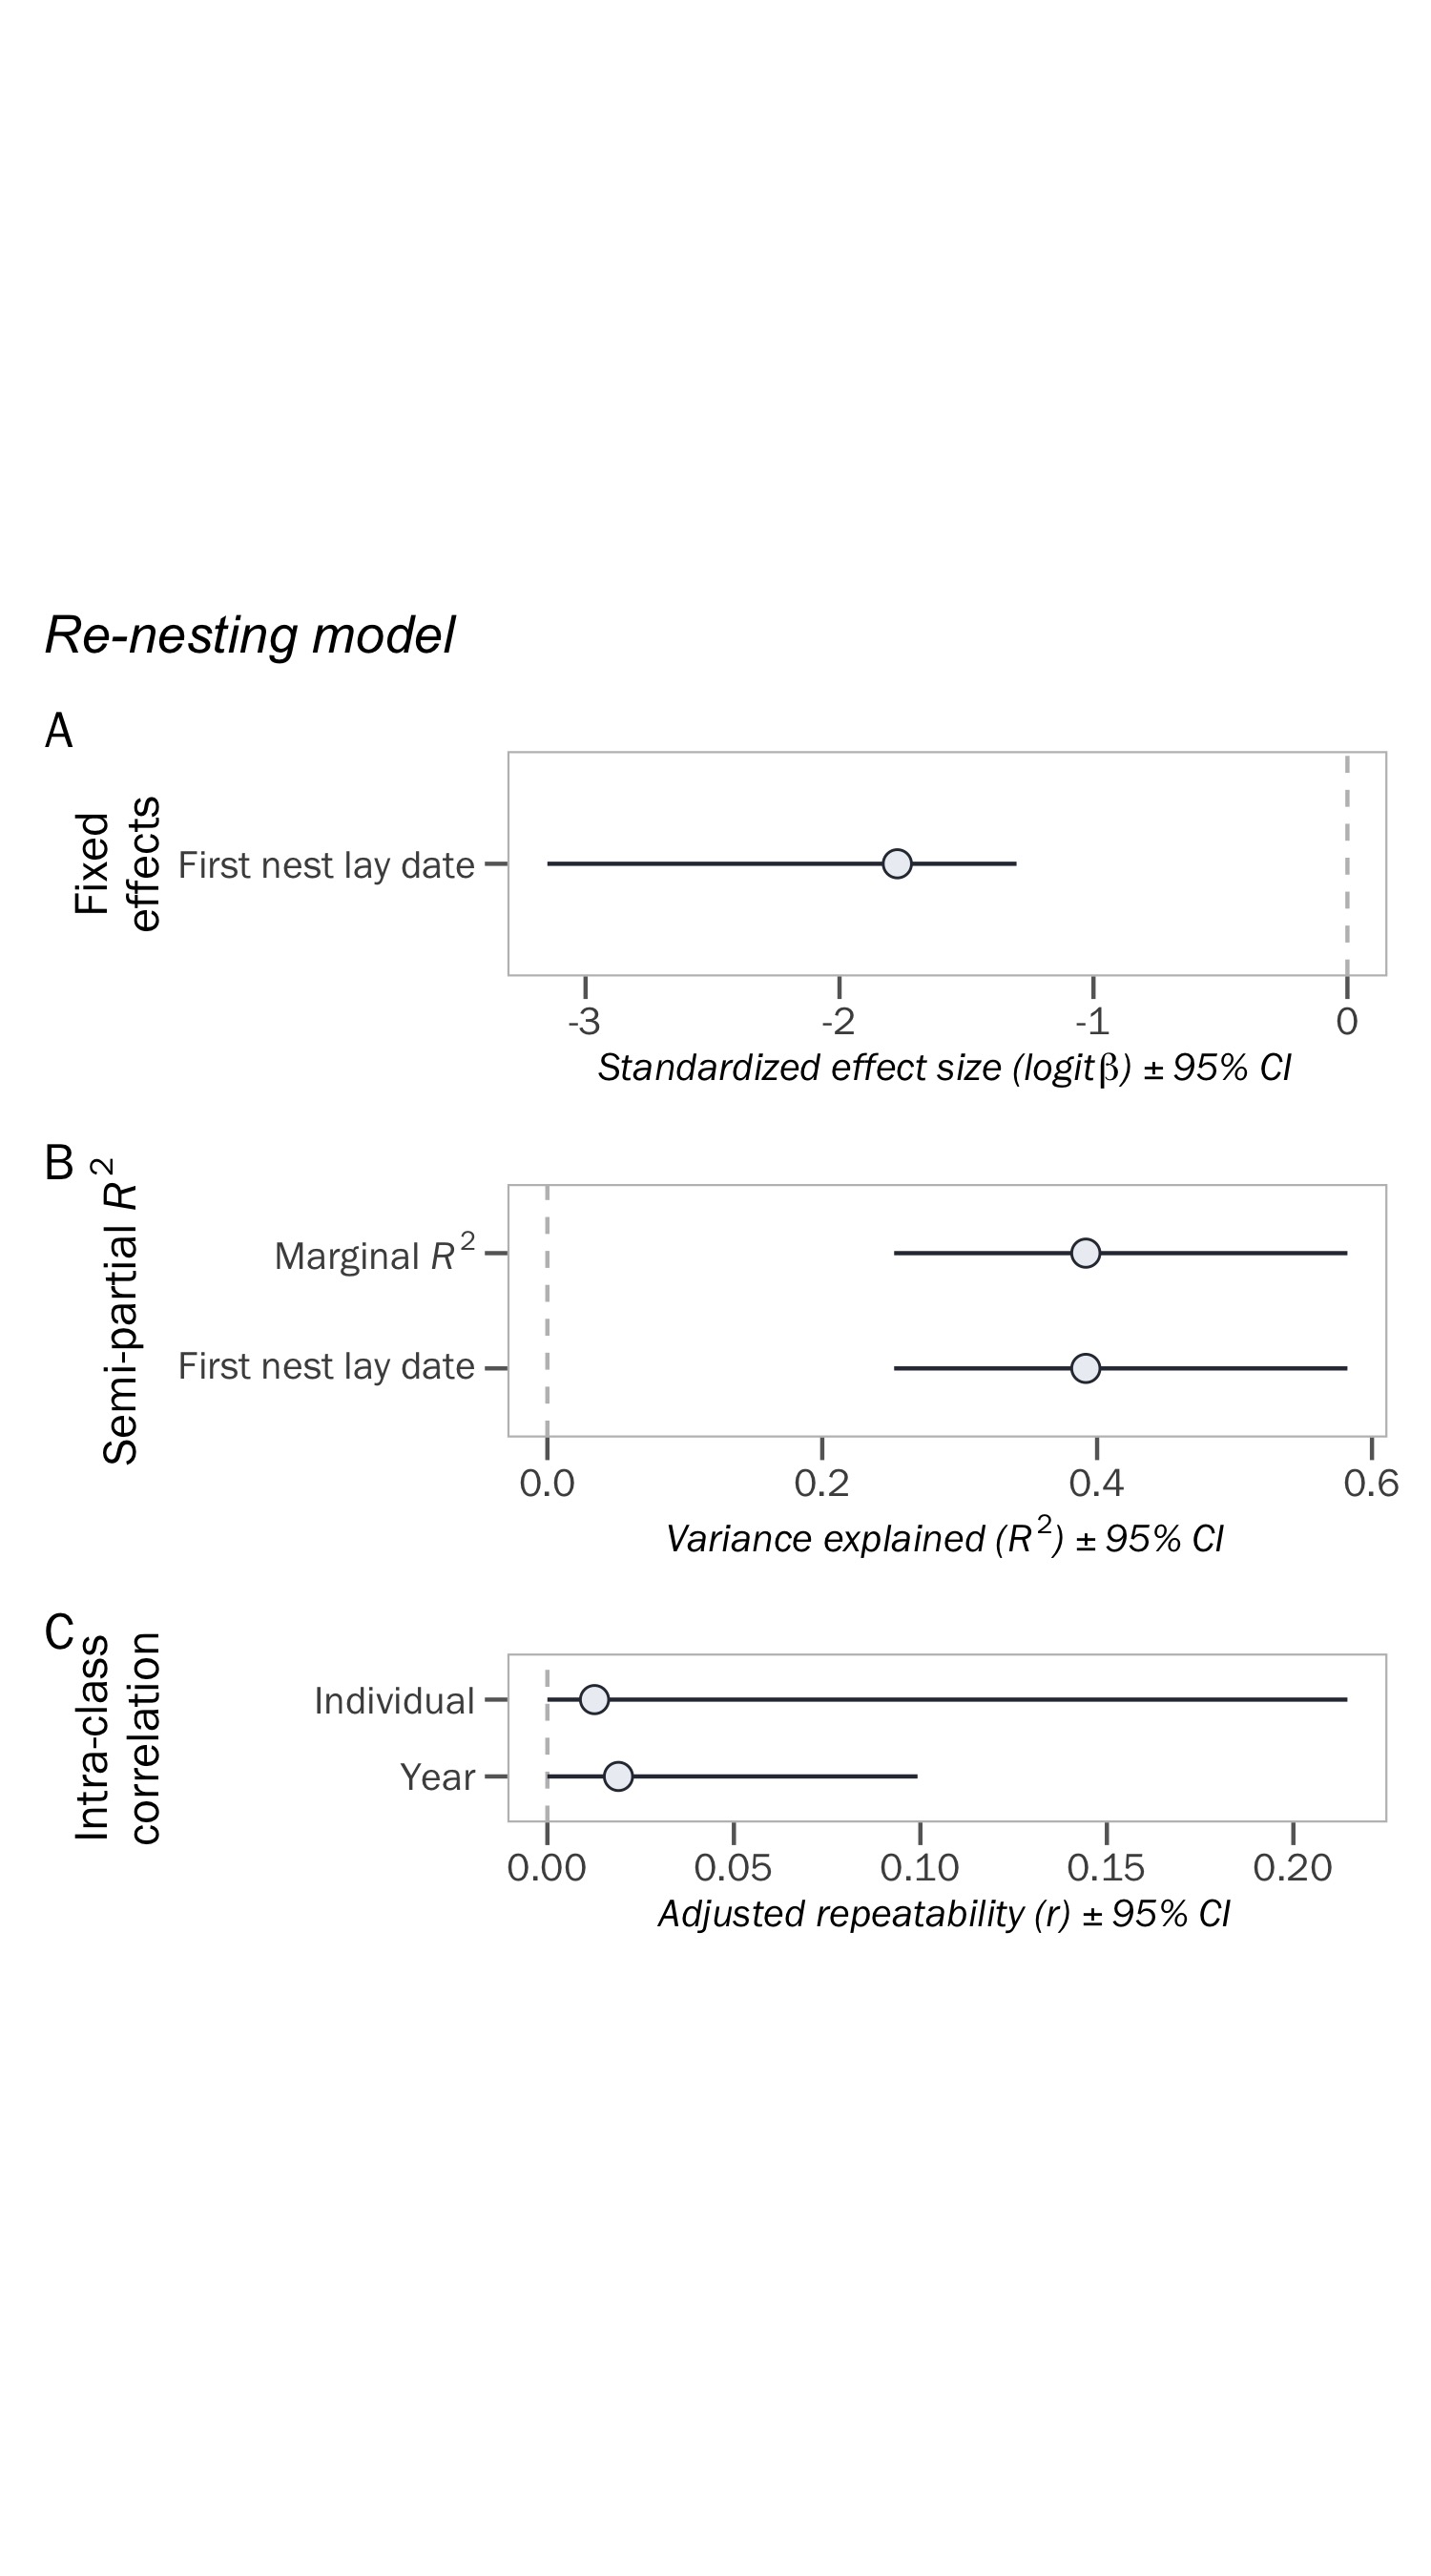 Re-nesting model
A
Fixed
effects
First nest lay date
-3 -2 -1 0
Standardized effect size (logit β) ± 95% CI
B
Semi-partial R²
Marginal R²
First nest lay date
0.0 0.2 0.4 0.6
Variance explained (R²) ± 95% CI
C
Intra-class
correlation
Individual
Year
0.00 0.05 0.10 0.15 0.20
Adjusted repeatability (r) ± 95% CI